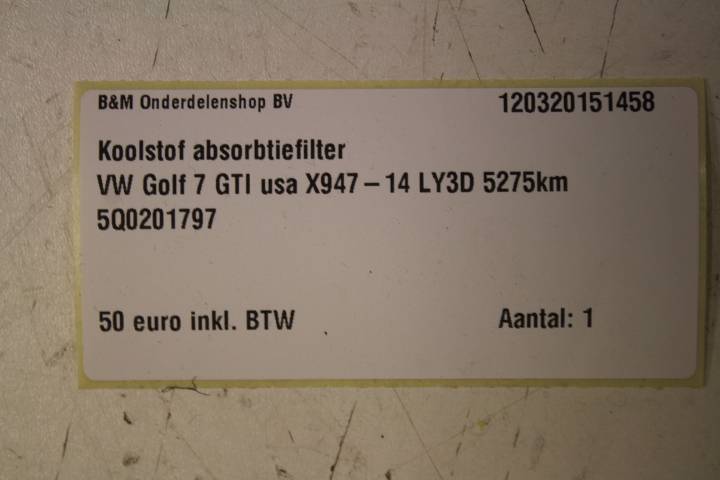 B&M Onderdelenshop BV 120320151458
Koolstof absorbtiefilter
VW Golf 7 GTI usa X947 – 14 LY3D 5275km
5Q0201797
50 euro inkl. BTW Aantal: 1